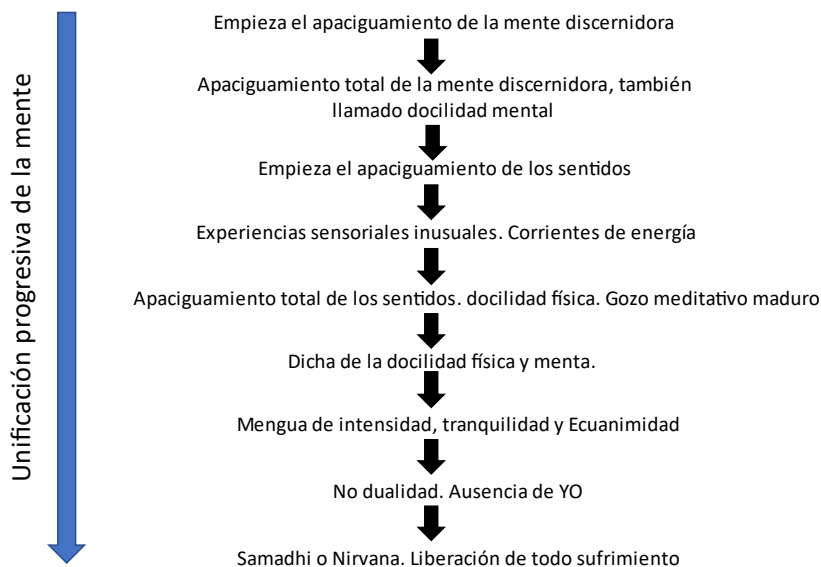 Unificación progresiva de la mente
Empieza el apaciguamiento de la mente discernidora
Apaciguamiento total de la mente discernidora, también
llamado docilidad mental
Empieza el apaciguamiento de los sentidos
Experiencias sensoriales inusuales. Corrientes de energía
Apaciguamiento total de los sentidos. docilidad física. Gozo meditativo maduro
Dicha de la docilidad física y menta.
Mengua de intensidad, tranquilidad y Ecuanimidad
No dualidad. Ausencia de YO
Samadhi o Nirvana. Liberación de todo sufrimiento